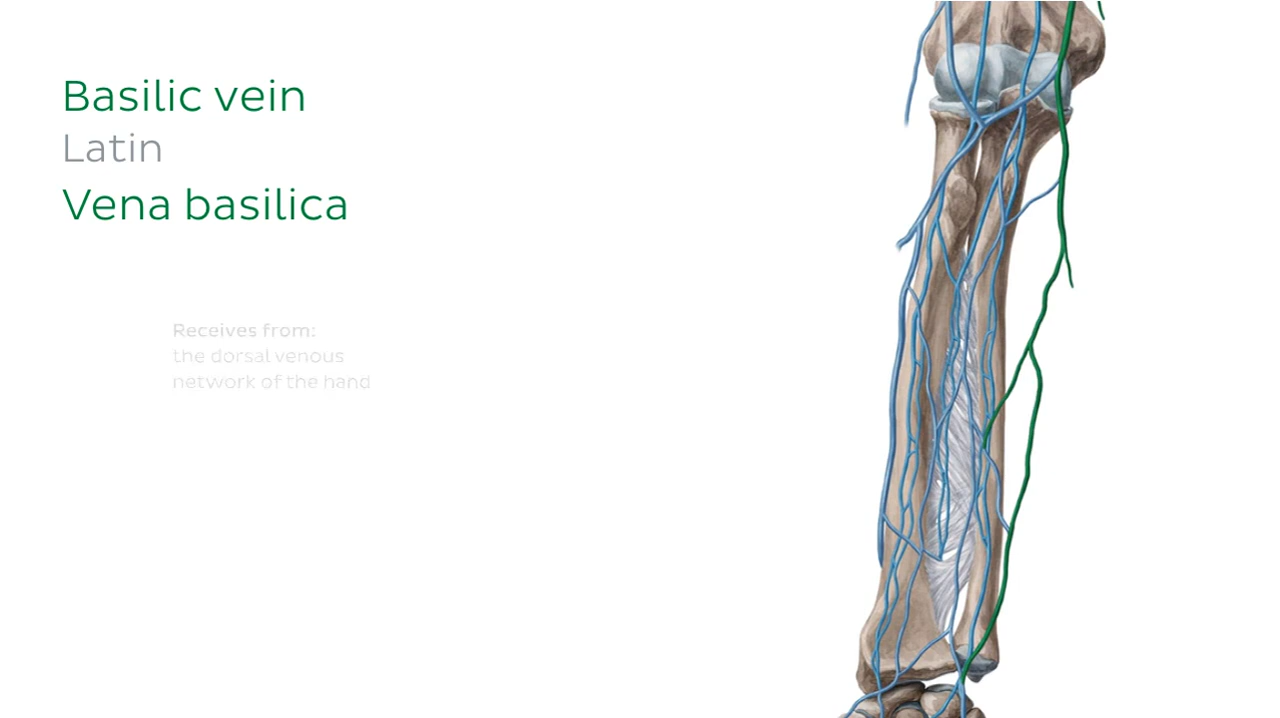 Basilic vein
Latin
Vena basilica
Receives from:
the dorsal venous
network of the hand